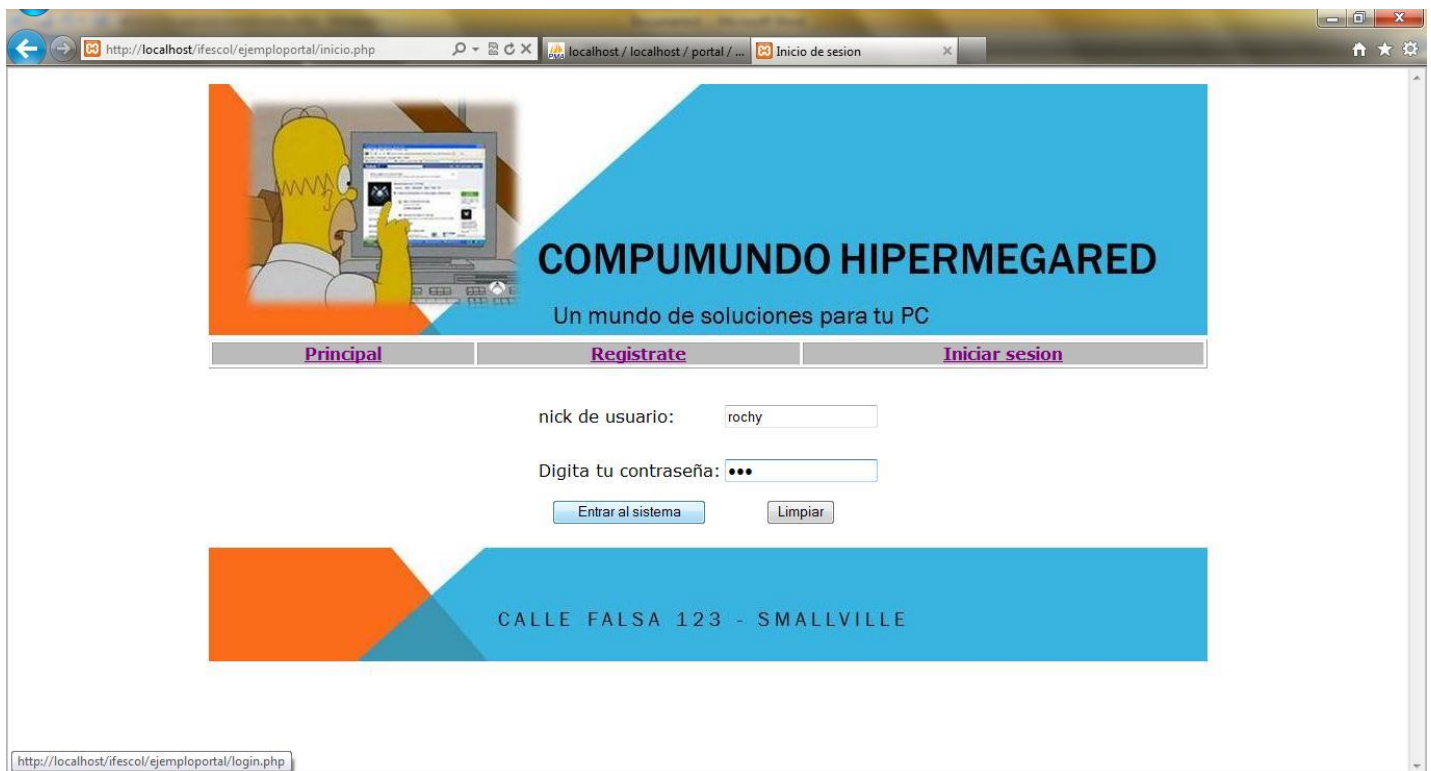 http://localhost/ifescol/ejemploportal/inicio.php
localhost / localhost / portal / ...
Inicio de sesion
COMPUMUNDO HIPERMEGARED
Un mundo de soluciones para tu PC
Principal
Registrate
Iniciar sesion
nick de usuario:
rochy
Digita tu contraseña:
•••
Entrar al sistema
Limpiar
CALLE FALSA 123 - SMALLVILLE
http://localhost/ifescol/ejemploportal/login.php